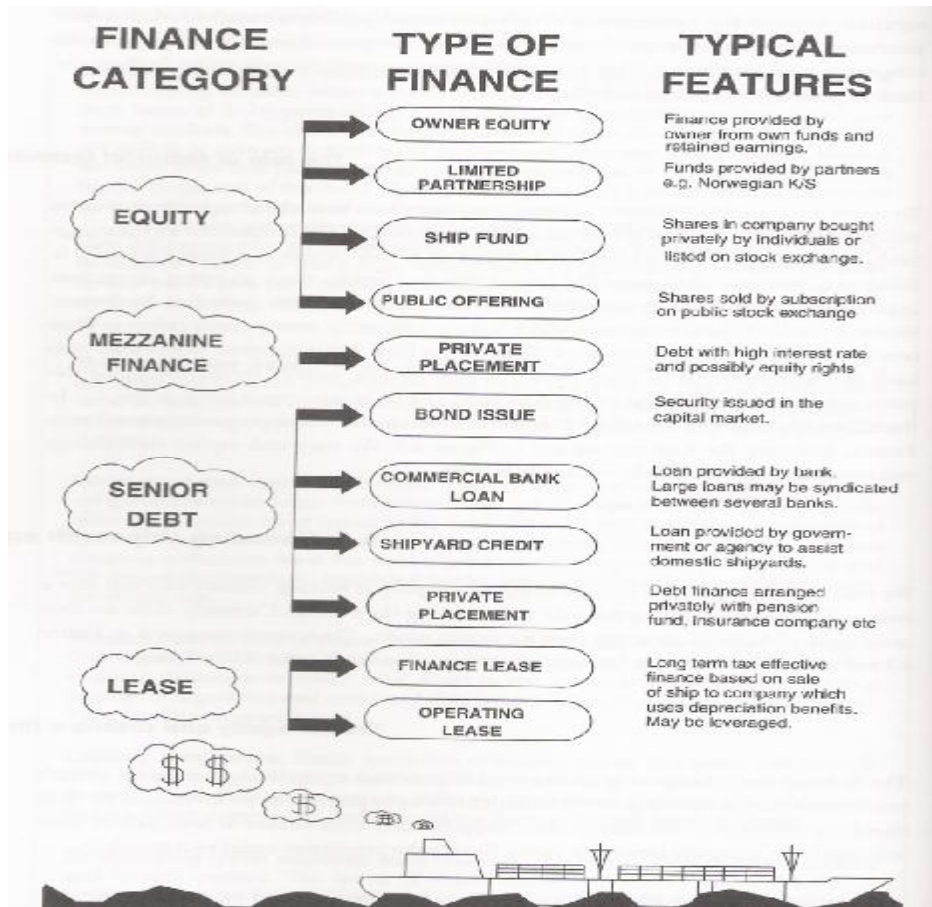 FINANCE
CATEGORY
TYPE OF
FINANCE
TYPICAL
FEATURES
EQUITY
OWNER EQUITY
Finance provided by
owner from own funds and
retained earnings.
LIMITED
PARTNERSHIP
Funds provided by partners
e.g. Norwegian K/S
SHIP FUND
Shares in company bought
privately by individuals or
listed on stock exchange.
PUBLIC OFFERING
Shares sold by subscription
on public stock exchange
MEZZANINE
FINANCE
PRIVATE
PLACEMENT
Debt with high interest rate
and possibly equity rights
SENIOR
DEBT
BOND ISSUE
Security issued in the
capital market.
COMMERCIAL BANK
LOAN
Loan provided by bank.
Large loans may be syndicated
between several banks.
SHIPYARD CREDIT
Loan provided by govern-
ment or agency to assist
domestic shipyards.
PRIVATE
PLACEMENT
Debt finance arranged
privately with pension
fund, insurance company etc
LEASE
FINANCE LEASE
OPERATING
LEASE
Long term tax effective
finance based on sale
of ship to company which
uses depreciation benefits.
May be leveraged.
$ $
$